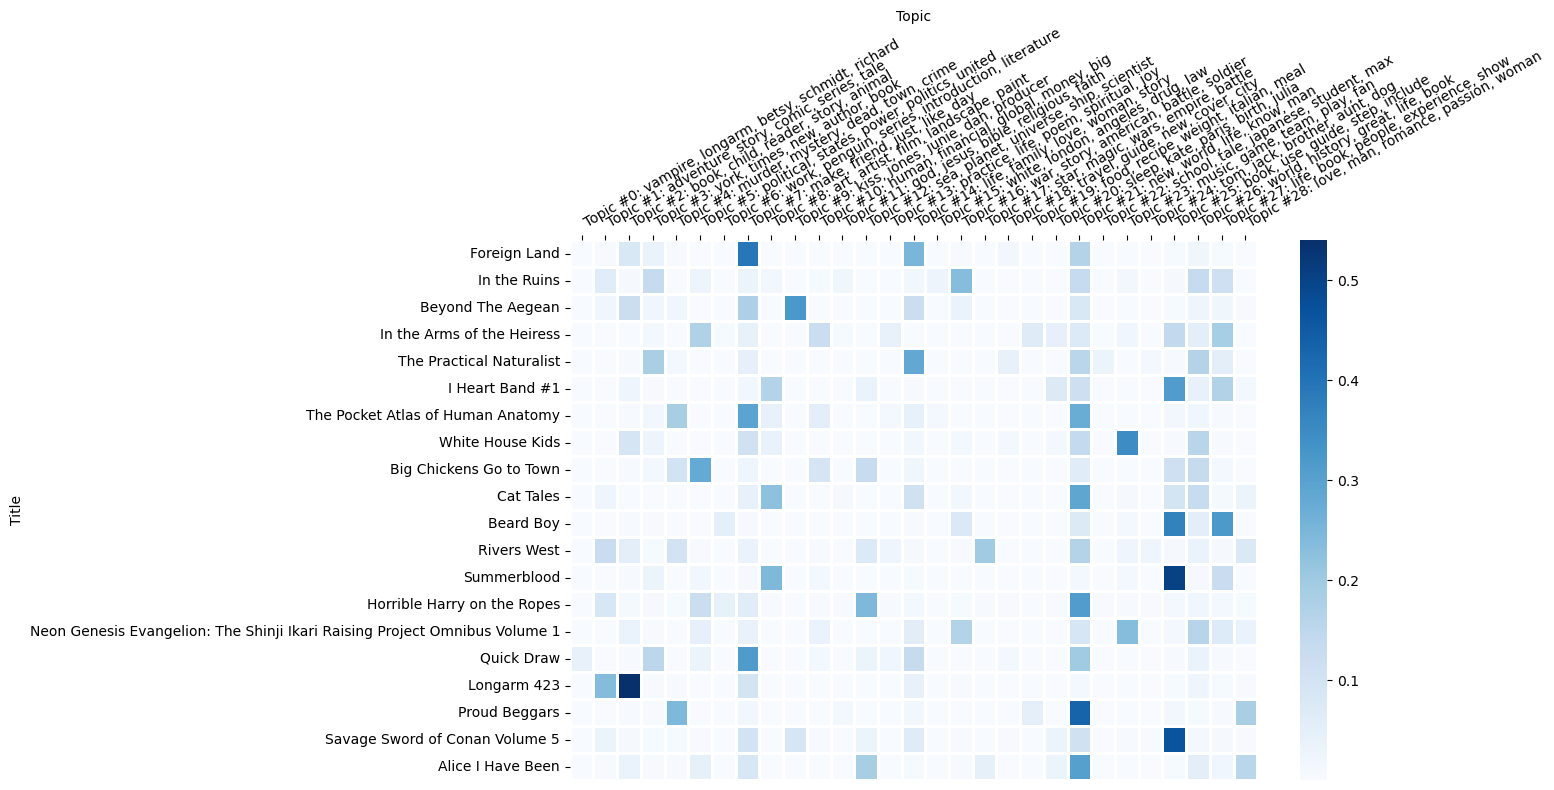 Topic
Topic #0: vampire, longarm, betsy, schmidt, richard
Topic #1: adventure, story, comic, series, tale
Topic #2: book, child, reader, story, animal
Topic #3: york, times, new, author, book
Topic #4: murder, mystery, dead, town, crime
Topic #5: political, states, power, politics, united
Topic #6: work, penguin, series, introduction, literature
Topic #7: make, friend, just, like, day
Topic #8: art, artist, film, landscape, paint
Topic #9: kiss, jones, junie, dan, producer
Topic #10: human, financial, global, money, big
Topic #11: god, jesus, bible, religious, faith
Topic #12: sea, planet, universe, ship, scientist
Topic #13: practice, life, poem, spiritual, joy
Topic #14: life, family, love, woman, story
Topic #15: white, london, angeles, drug, law
Topic #16: war, story, american, battle, soldier
Topic #17: star, magic, wars, empire, battle
Topic #18: travel, guide, new, cover, city
Topic #19: food, recipe, weight, italian, meal
Topic #20: sleep, kate, paris, birth, julia
Topic #21: new, world, life, know, man
Topic #22: school, tale, japanese, student, max
Topic #23: music, game, team, play, fan
Topic #24: tom, jack, brother, aunt, dog
Topic #25: book, use, guide, step, include
Topic #26: world, history, great, life, book
Topic #27: life, book, people, experience, show
Topic #28: love, man, romance, passion, woman
Title
Foreign Land
In the Ruins
Beyond The Aegean
In the Arms of the Heiress
The Practical Naturalist
I Heart Band #1
The Pocket Atlas of Human Anatomy
White House Kids
Big Chickens Go to Town
Cat Tales
Beard Boy
Rivers West
Summerblood
Horrible Harry on the Ropes
Neon Genesis Evangelion: The Shinji Ikari Raising Project Omnibus Volume 1
Quick Draw
Longarm 423
Proud Beggars
Savage Sword of Conan Volume 5
Alice I Have Been
0.5
0.4
0.3
0.2
0.1